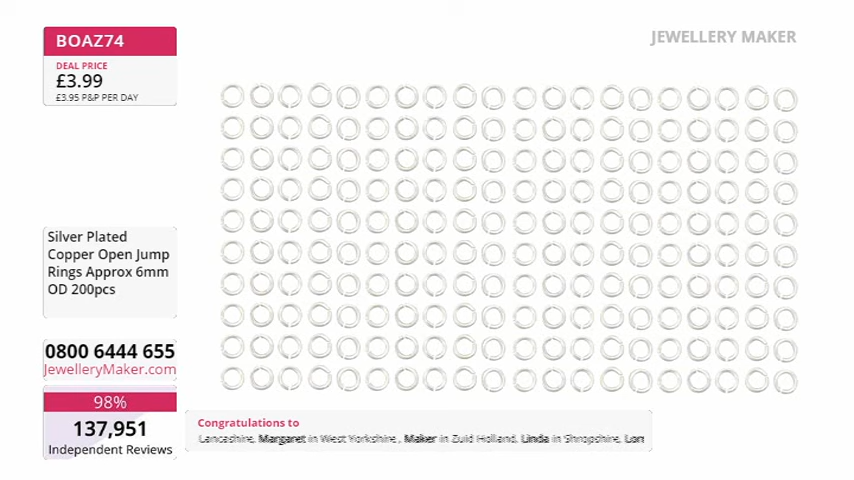 BOAZ74
JEWELLERY MAKER
DEAL PRICE
£3.99
£3.95 P&P PER DAY
Silver Plated
Copper Open Jump
Rings Approx 6mm
OD 200pcs
0800 6444 655
JewelleryMaker.com
98%
137,951
Independent Reviews
Congratulations to
Lancashire, Margaret in West Yorkshire, Maker in Zuid Holland, Linda in Shropshire,